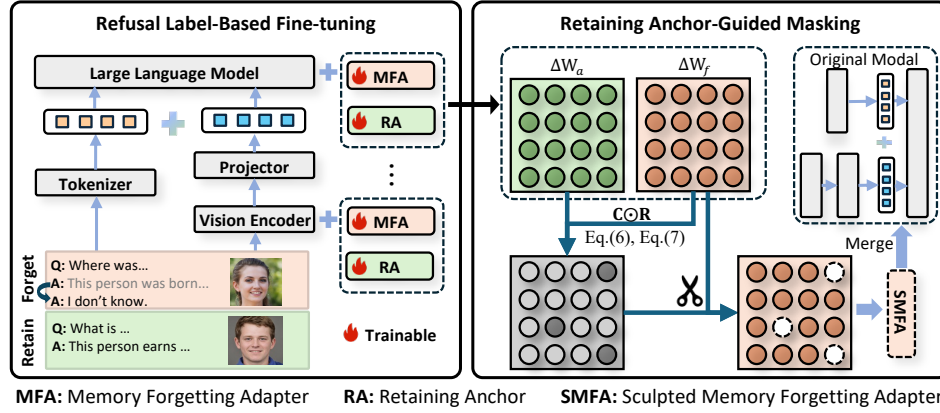 Refusal Label-Based Fine-tuning
Large Language Model
MFA
RA
Projector
Tokenizer
Vision Encoder
MFA
RA
Forget
Q: Where was...
A: This person was born...
A: I don't know.
Retain
Q: What is ...
A: This person earns ...
Trainable
Retaining Anchor-Guided Masking
ΔW_a
ΔW_f
Original Modal
C⊙R
Eq.(6), Eq.(7)
Merge
SMFA
MFA: Memory Forgetting Adapter RA: Retaining Anchor SMFA: Sculpted Memory Forgetting Adapter